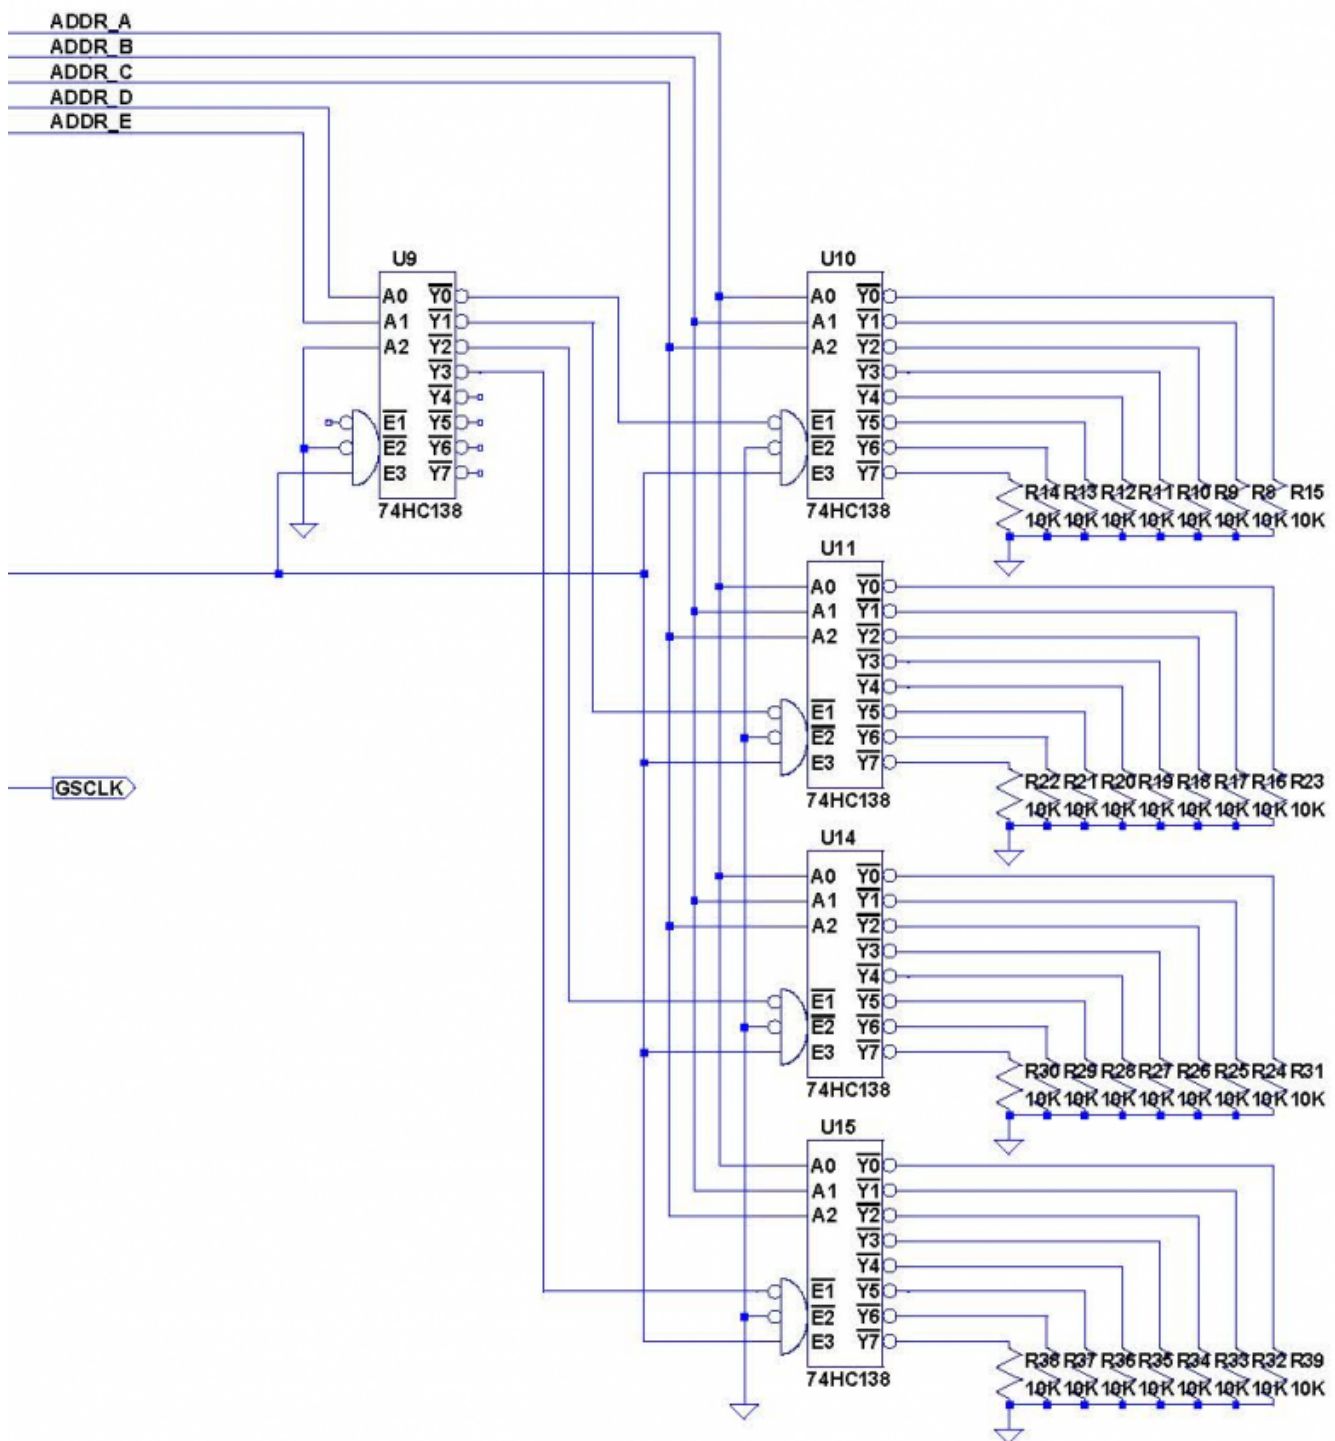 ADDR_A
ADDR_B
ADDR_C
ADDR_D
ADDR_E
U9
A0 Y0
A1 Y1
A2 Y2
Y3
Y4
E1 Y5
E2 Y6
E3 Y7
74HC138
GSCLK
U10
A0 Y0
A1 Y1
A2 Y2
Y3
Y4
E1 Y5
E2 Y6
E3 Y7
74HC138
R14 R13 R12 R11 R10 R9 R8 R15
10K 10K 10K 10K 10K 10K 10K 10K
U11
A0 Y0
A1 Y1
A2 Y2
Y3
Y4
E1 Y5
E2 Y6
E3 Y7
74HC138
R22 R21 R20 R19 R18 R17 R16 R23
10K 10K 10K 10K 10K 10K 10K 10K
U14
A0 Y0
A1 Y1
A2 Y2
Y3
Y4
E1 Y5
E2 Y6
E3 Y7
74HC138
R30 R29 R28 R27 R26 R25 R24 R31
10K 10K 10K 10K 10K 10K 10K 10K
U15
A0 Y0
A1 Y1
A2 Y2
Y3
Y4
E1 Y5
E2 Y6
E3 Y7
74HC138
R38 R37 R36 R35 R34 R33 R32 R39
10K 10K 10K 10K 10K 10K 10K 10K